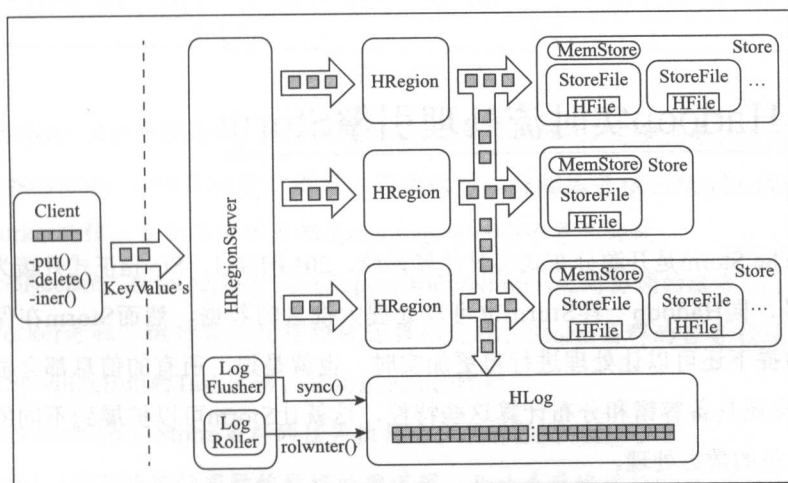 Client
-put()
-delete()
-iner()
KeyValue's
HRegionServer
Log
Flusher
Log
Roller
sync()
rolwnter()
HRegion
HRegion
HRegion
MemStore
Store
StoreFile
HFile
StoreFile
HFile
...
MemStore
Store
StoreFile
HFile
MemStore
Store
StoreFile
HFile
StoreFile
HFile
...
HLog